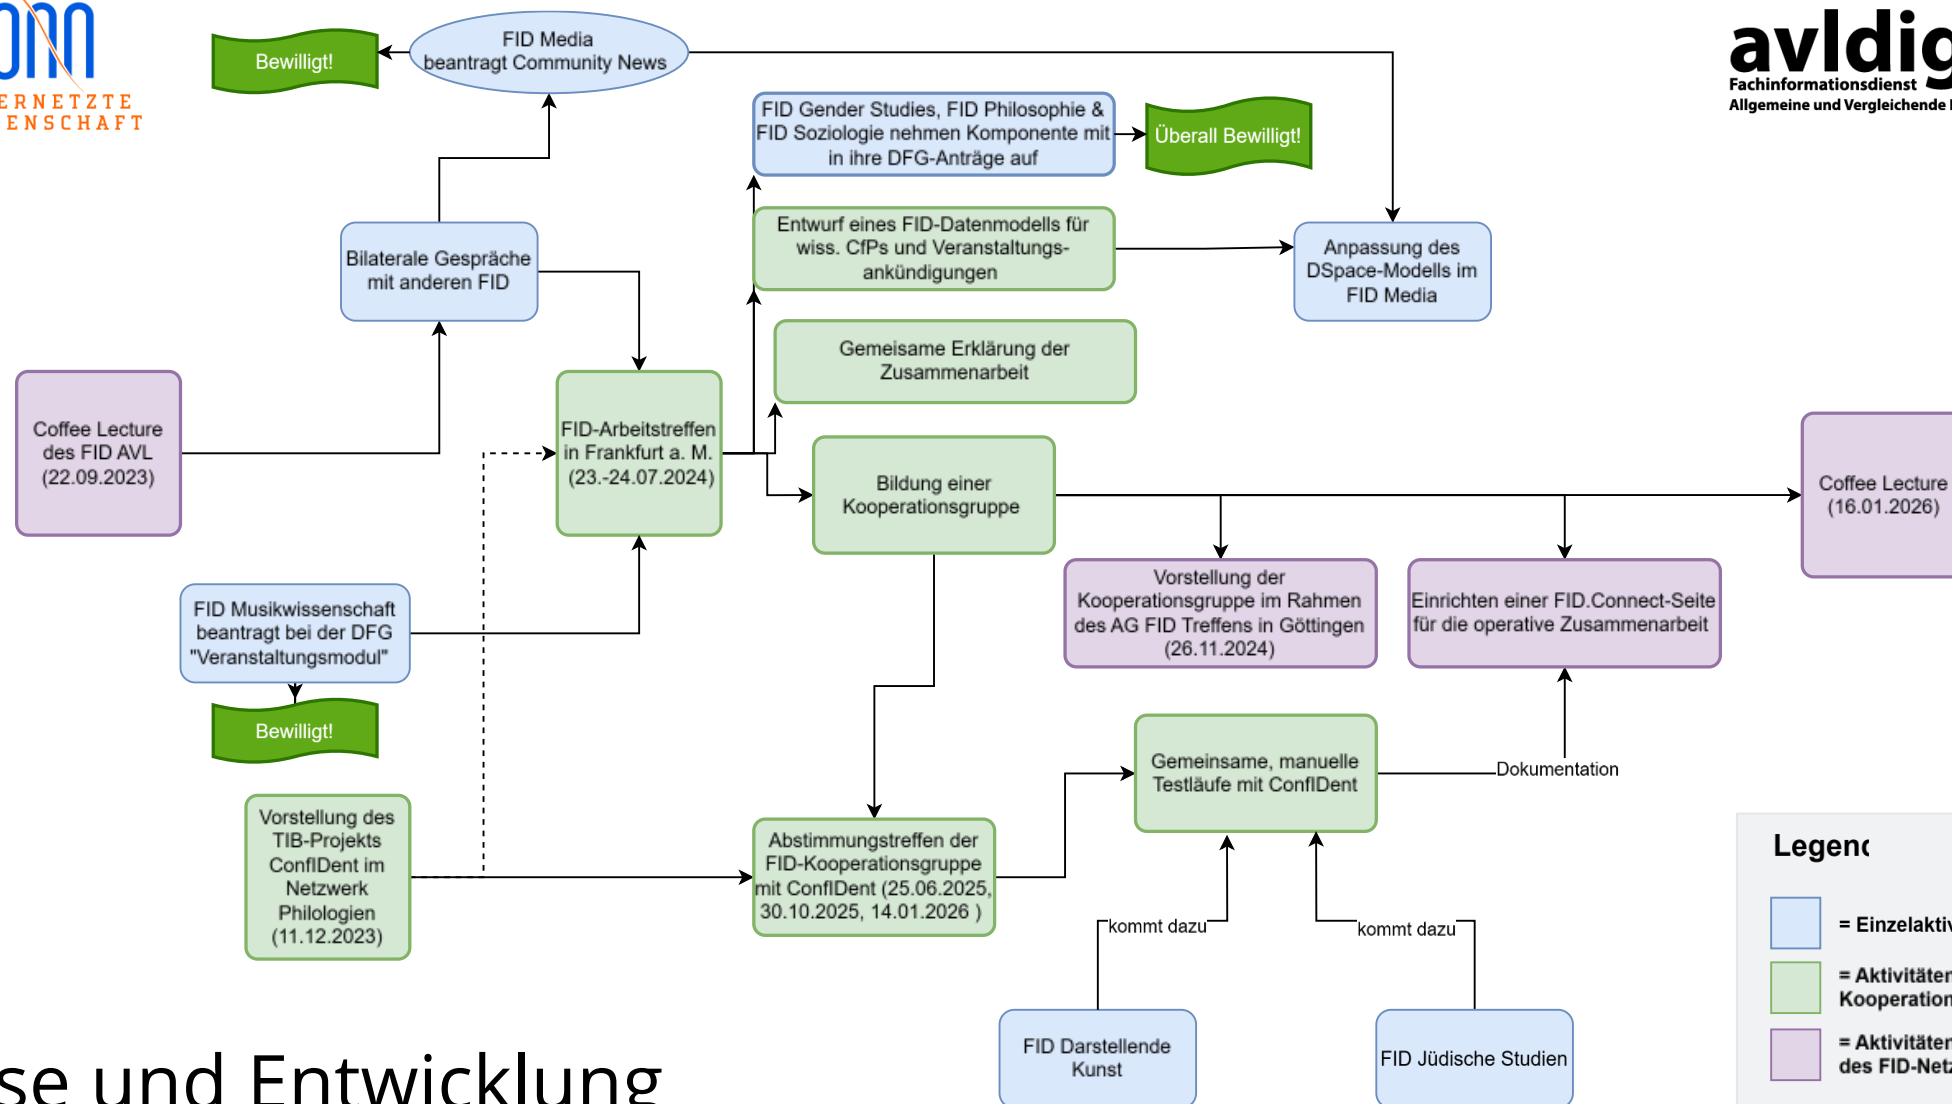 ERNETZTE
ENSCHAFT
Bewilligt!
FID Media
beantragt Community News
avldig
Fachinformationsdienst
Allgemeine und Vergleichende
FID Gender Studies, FID Philosophie &
FID Soziologie nehmen Komponente mit
in ihre DFG-Anträge auf
Überall Bewilligt!
Entwurf eines FID-Datenmodells für
wiss. CfPs und Veranstaltungs-
ankündigungen
Bilaterale Gespräche
mit anderen FID
Anpassung des
DSpace-Modells im
FID Media
Gemeisame Erklärung der
Zusammenarbeit
Coffee Lecture
des FID AVL
(22.09.2023)
FID-Arbeitstreffen
in Frankfurt a. M.
(23.-24.07.2024)
Bildung einer
Kooperationsgruppe
Coffee Lecture
(16.01.2026)
Vorstellung der
Kooperationsgruppe im Rahmen
des AG FID Treffens in Göttingen
(26.11.2024)
Einrichten einer FID.Connect-Seite
für die operative Zusammenarbeit
FID Musikwissenschaft
beantragt bei der DFG
"Veranstaltungsmodul"
Bewilligt!
Gemeinsame, manuelle
Testläufe mit ConfIDent
Dokumentation
Vorstellung des
TIB-Projekts
ConfIDent im
Netzwerk
Philologien
(11.12.2023)
Abstimmungstreffen der
FID-Kooperationsgruppe
mit ConfIDent (25.06.2025,
30.10.2025, 14.01.2026 )
kommt dazu
kommt dazu
FID Darstellende
Kunst
FID Jüdische Studien
Legend
= Einzelaktiv
= Aktivitäten
Kooperation
= Aktivitäten
des FID-Netz
se und Entwicklung